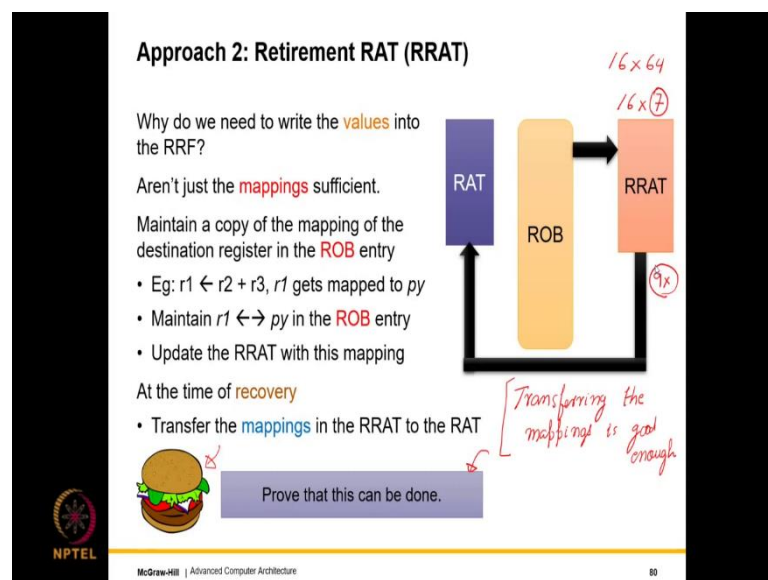 Approach 2: Retirement RAT (RRAT)
16 x 64
16 x 7
Why do we need to write the values into
the RRF?
Aren't just the mappings sufficient.
Maintain a copy of the mapping of the
destination register in the ROB entry
• Eg: r1 ← r2 + r3, r1 gets mapped to py
• Maintain r1 ←→ py in the ROB entry
• Update the RRAT with this mapping
At the time of recovery
• Transfer the mappings in the RRAT to the RAT
RAT
ROB
RRAT
9x
Transferring the
mappings is good
enough
Prove that this can be done.
NPTEL
McGraw-Hill | Advanced Computer Architecture
80